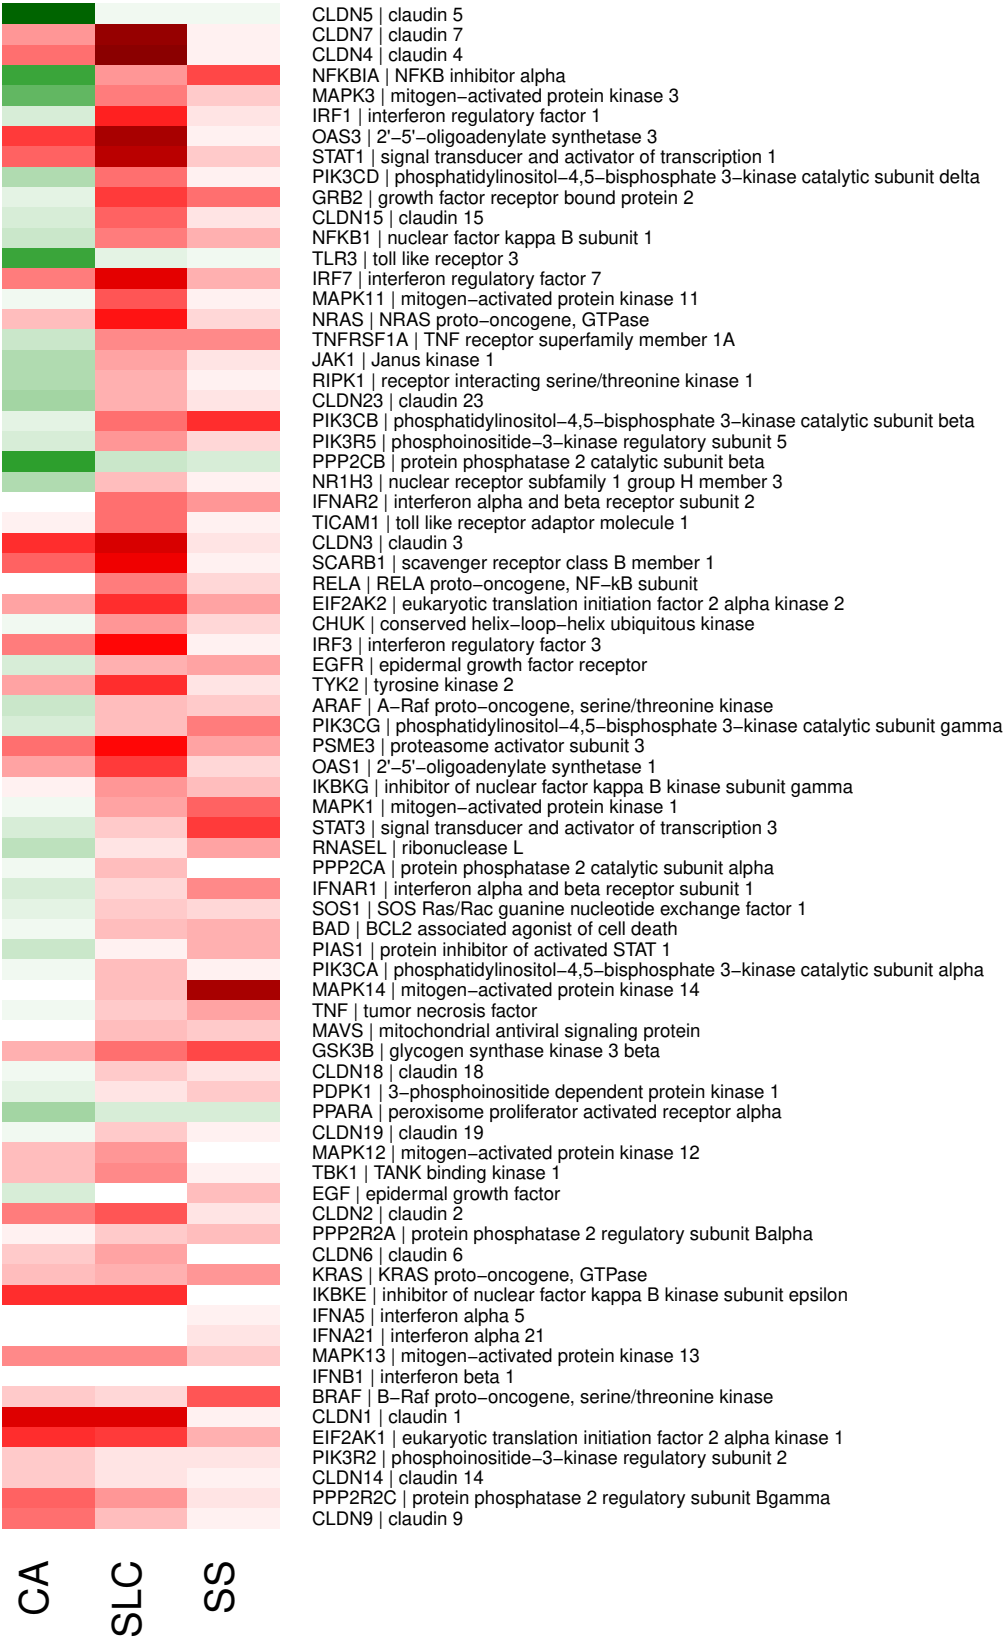 CLDN5 | claudin 5
CLDN7 | claudin 7
CLDN4 | claudin 4
NFKBIA | NFKB inhibitor alpha
MAPK3 | mitogen−activated protein kinase 3
IRF1 | interferon regulatory factor 1
OAS3 | 2'−5'−oligoadenylate synthetase 3
STAT1 | signal transducer and activator of transcription 1
PIK3CD | phosphatidylinositol−4,5−bisphosphate 3−kinase catalytic subunit delta
GRB2 | growth factor receptor bound protein 2
CLDN15 | claudin 15
NFKB1 | nuclear factor kappa B subunit 1
TLR3 | toll like receptor 3
IRF7 | interferon regulatory factor 7
MAPK11 | mitogen−activated protein kinase 11
NRAS | NRAS proto−oncogene, GTPase
TNFRSF1A | TNF receptor superfamily member 1A
JAK1 | Janus kinase 1
RIPK1 | receptor interacting serine/threonine kinase 1
CLDN23 | claudin 23
PIK3CB | phosphatidylinositol−4,5−bisphosphate 3−kinase catalytic subunit beta
PIK3R5 | phosphoinositide−3−kinase regulatory subunit 5
PPP2CB | protein phosphatase 2 catalytic subunit beta
NR1H3 | nuclear receptor subfamily 1 group H member 3
IFNAR2 | interferon alpha and beta receptor subunit 2
TICAM1 | toll like receptor adaptor molecule 1
CLDN3 | claudin 3
SCARB1 | scavenger receptor class B member 1
RELA | RELA proto−oncogene, NF−kB subunit
EIF2AK2 | eukaryotic translation initiation factor 2 alpha kinase 2
CHUK | conserved helix−loop−helix ubiquitous kinase
IRF3 | interferon regulatory factor 3
EGFR | epidermal growth factor receptor
TYK2 | tyrosine kinase 2
ARAF | A−Raf proto−oncogene, serine/threonine kinase
PIK3CG | phosphatidylinositol−4,5−bisphosphate 3−kinase catalytic subunit gamma
PSME3 | proteasome activator subunit 3
OAS1 | 2'−5'−oligoadenylate synthetase 1
IKBKG | inhibitor of nuclear factor kappa B kinase subunit gamma
MAPK1 | mitogen−activated protein kinase 1
STAT3 | signal transducer and activator of transcription 3
RNASEL | ribonuclease L
PPP2CA | protein phosphatase 2 catalytic subunit alpha
IFNAR1 | interferon alpha and beta receptor subunit 1
SOS1 | SOS Ras/Rac guanine nucleotide exchange factor 1
BAD | BCL2 associated agonist of cell death
PIAS1 | protein inhibitor of activated STAT 1
PIK3CA | phosphatidylinositol−4,5−bisphosphate 3−kinase catalytic subunit alpha
MAPK14 | mitogen−activated protein kinase 14
TNF | tumor necrosis factor
MAVS | mitochondrial antiviral signaling protein
GSK3B | glycogen synthase kinase 3 beta
CLDN18 | claudin 18
PDPK1 | 3−phosphoinositide dependent protein kinase 1
PPARA | peroxisome proliferator activated receptor alpha
CLDN19 | claudin 19
MAPK12 | mitogen−activated protein kinase 12
TBK1 | TANK binding kinase 1
EGF | epidermal growth factor
CLDN2 | claudin 2
PPP2R2A | protein phosphatase 2 regulatory subunit Balpha
CLDN6 | claudin 6
KRAS | KRAS proto−oncogene, GTPase
IKBKE | inhibitor of nuclear factor kappa B kinase subunit epsilon
IFNA5 | interferon alpha 5
IFNA21 | interferon alpha 21
MAPK13 | mitogen−activated protein kinase 13
IFNB1 | interferon beta 1
BRAF | B−Raf proto−oncogene, serine/threonine kinase
CLDN1 | claudin 1
EIF2AK1 | eukaryotic translation initiation factor 2 alpha kinase 1
PIK3R2 | phosphoinositide−3−kinase regulatory subunit 2
CLDN14 | claudin 14
PPP2R2C | protein phosphatase 2 regulatory subunit Bgamma
CLDN9 | claudin 9
CA
SLC
SS